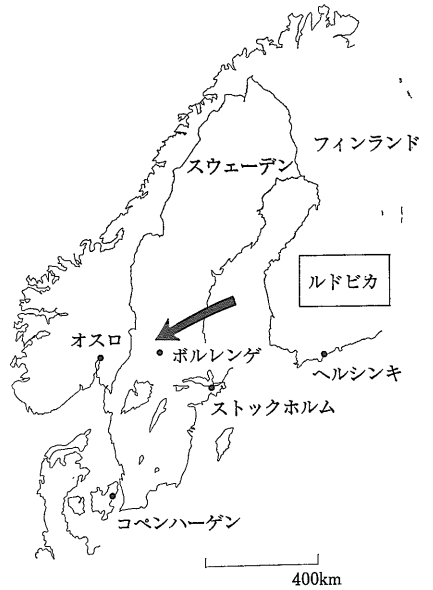 フィンランド
スウェーデン
ルドビカ
オスロ
ボルレンゲ
ヘルシンキ
ストックホルム
コペンハーゲン
400km